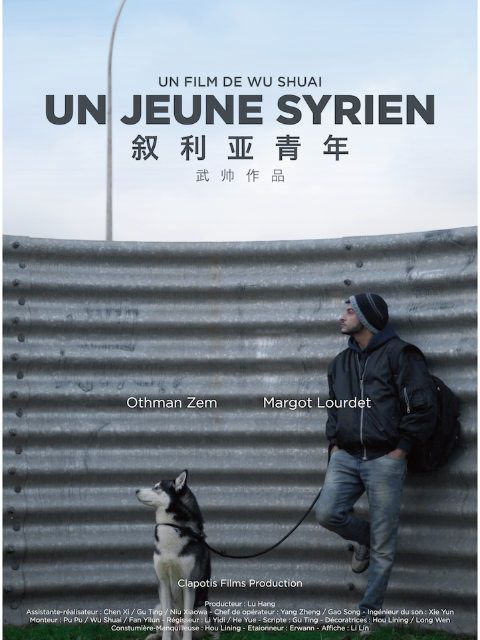 UN FILM DE WU SHUAI
UN JEUNE SYRIEN
叙利亚青年
武帅作品
Othman Zem Margot Lourdet
Clapotis Films Production
Producteur : Lu Hang
Assistante-réalisateur : Chen Xi / Gu Ting / Niu Xiaowa - Chef de opérateur : Yang Zheng / Gao Song - Ingénieur du son : Xie Yun
Monteur : Pu Pu / Wu Shuai / Fan Yilun - Régisseur : Li Yidi / He Yue - Scripte : Gu Ting - Décoratrices : Hou Lining / Long Wen
Constumière-Manquilleuse : Hou Lining - Etaionneur : Erwann - Affiche : Li Lin